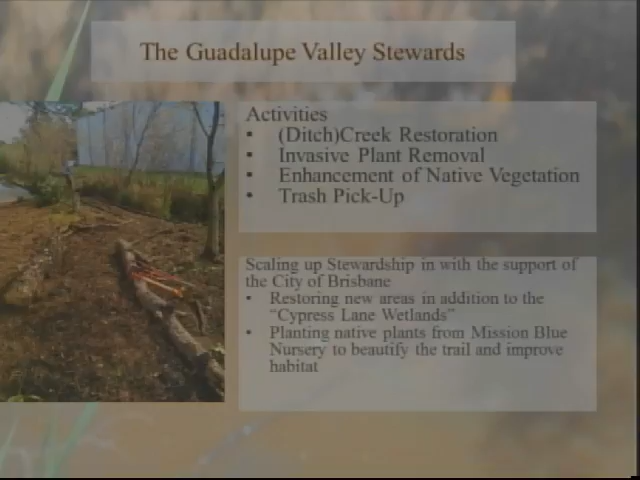 The Guadalupe Valley Stewards
Activities
▪ (Ditch)Creek Restoration
▪ Invasive Plant Removal
▪ Enhancement of Native Vegetation
• Trash Pick-Up
Scaling up Stewardship in with the support of
the City of Brisbane
• Restoring new areas in addition to the
“Cypress Lane Wetlands”
• Planting native plants from Mission Blue
Nursery to beautify the trail and improve
habitat